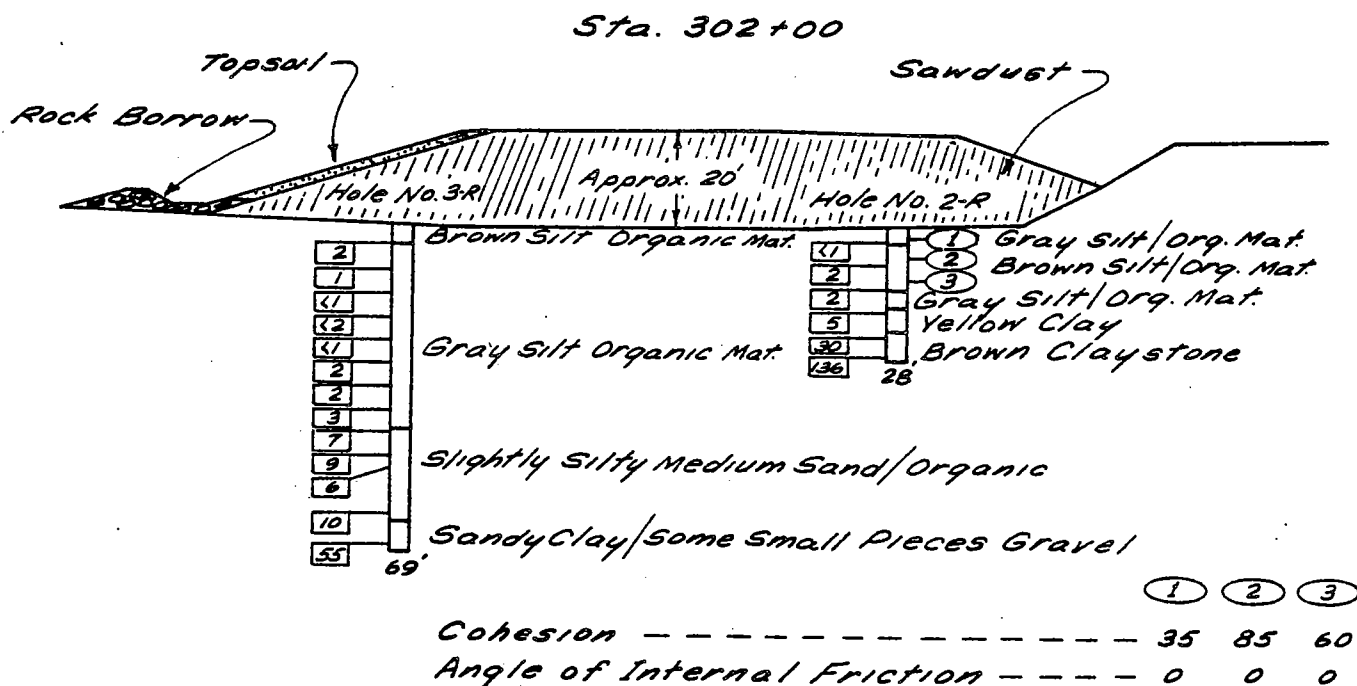 Sta. 302+00
Topsoil
Sawdust
Rock Borrow
Hole No. 3-R
Approx. 20'
Hole No. 2-R
Brown Silt Organic Mat.
2
1
<1
<2
<1
2
2
3
7
9
6
10
55
Gray Silt Organic Mat.
Slightly Silty Medium Sand/Organic
Sandy Clay/Some Small Pieces Gravel
69'
<1
2
2
5
30
136
1 Gray Silt/Org. Mat.
2 Brown Silt/Org. Mat.
3
Gray Silt/Org. Mat.
Yellow Clay
Brown Claystone
28'
1 2 3
Cohesion — — — — — — — — — — — — — — 35 85 60
Angle of Internal Friction — — — — 0 0 0